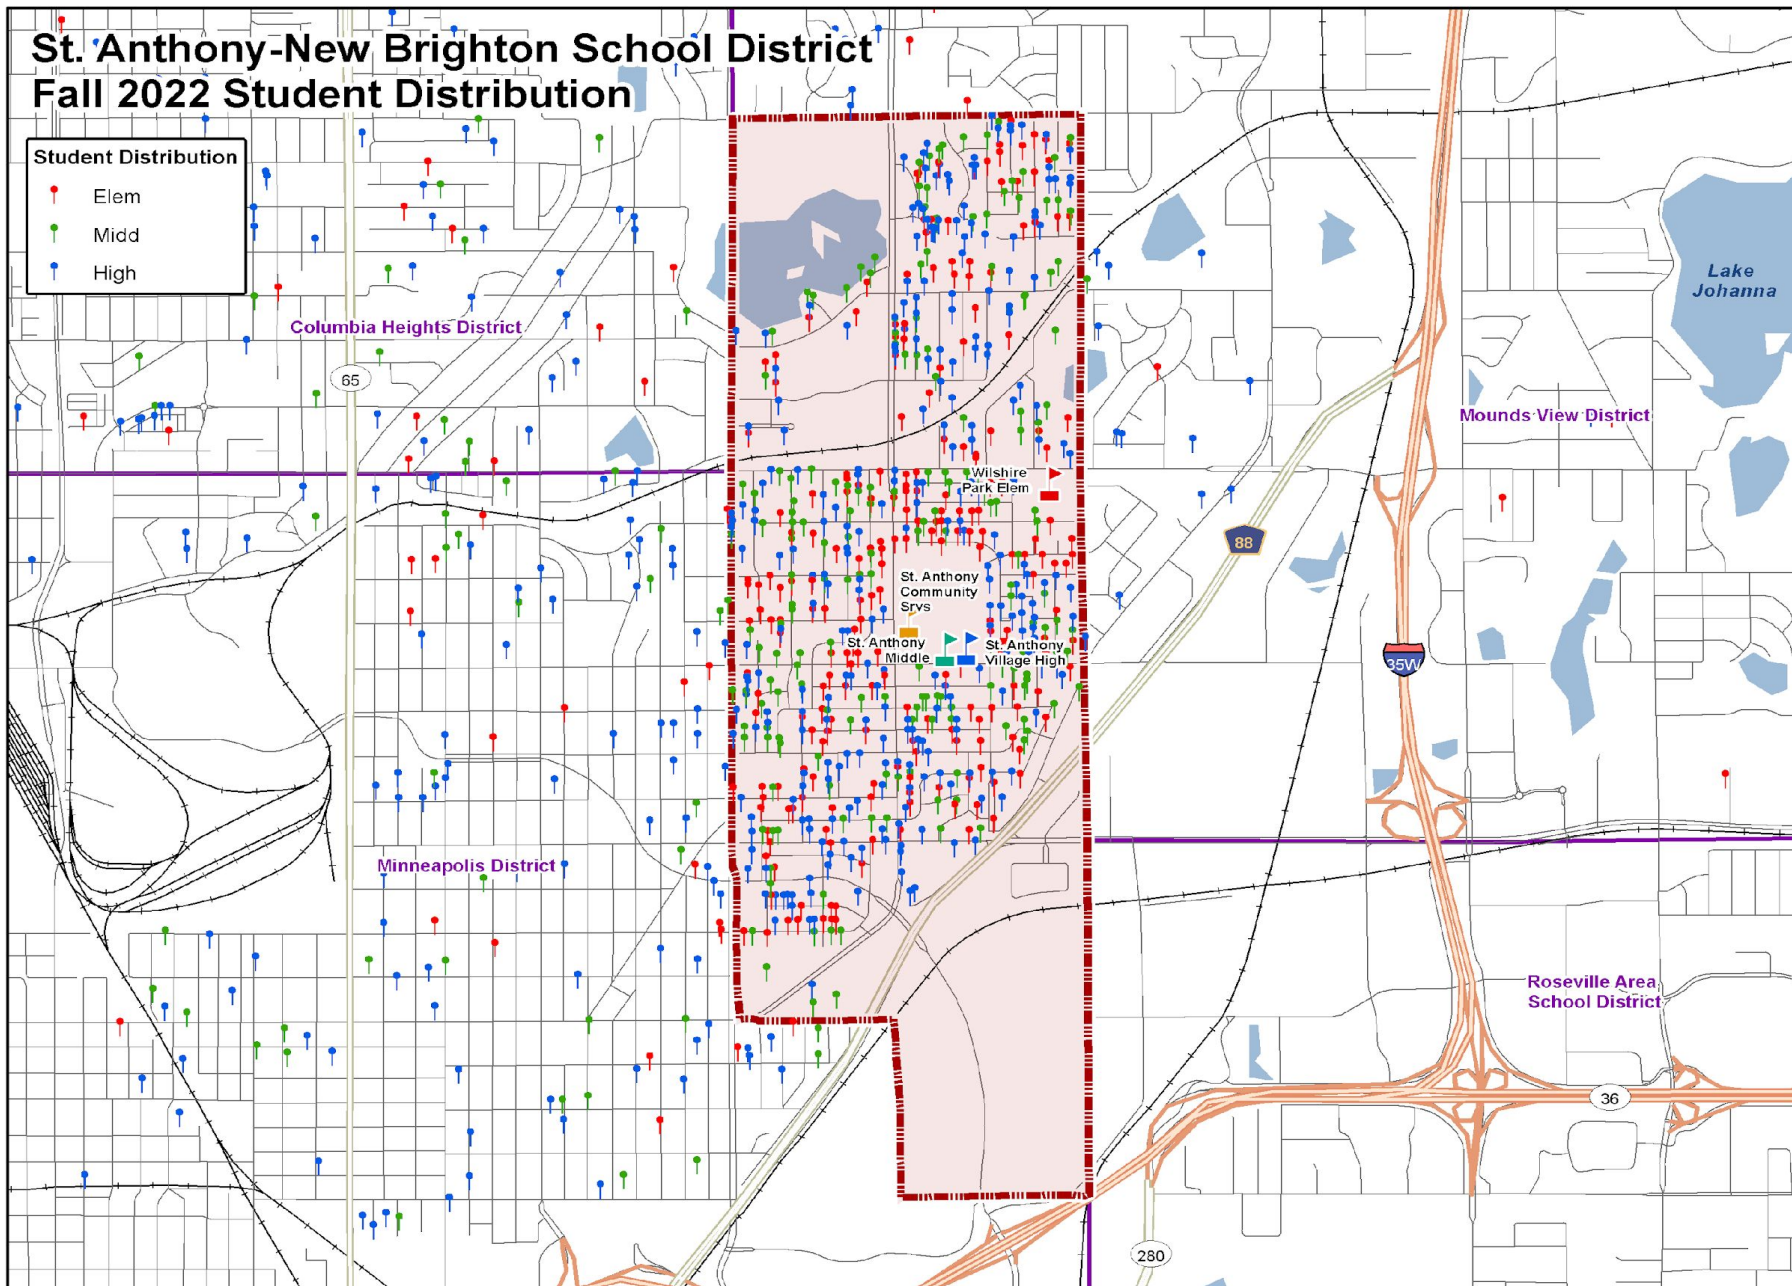 St. Anthony-New Brighton School District
Fall 2022 Student Distribution
Student Distribution
Elem
Midd
High
Lake
Johanna
Columbia Heights District
65
Mounds View District
Wilshire
Park Elem
88
St. Anthony
Community
Srvs
St. Anthony
Middle
St. Anthony
Village High
35W
Minneapolis District
Roseville Area
School District
36
280